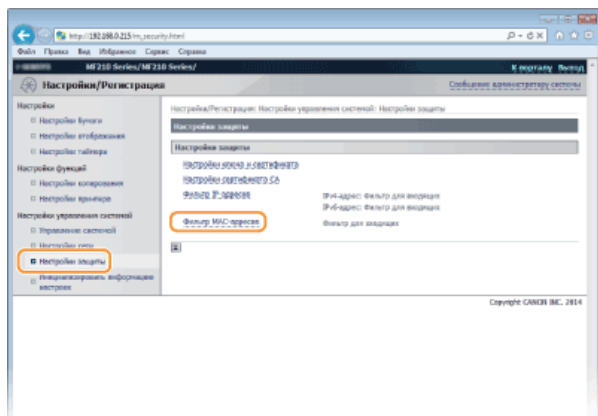 http://192.168.0.215/m_security.html
Файл Правка Вид Избранное Сервис Справка
MF210 Series/MF210 Series/
К порталу Выход
Настройки/Регистрация
Сообщение администратору системы
Настройки
Настройки бумаги
Настройки отображения
Настройки таймера
Настройки функций
Настройки копирования
Настройки принтера
Настройки управления системой
Управление системой
Настройки сети
Настройки защиты
Инициализировать информацию настроек
Настройки/Регистрация: Настройки управления системой: Настройки защиты
Настройки защиты
Настройки защиты
Настройки ключа и сертификата
Настройки сертификата CA
Фильтр IP-адресов
IPv4-адрес: Фильтр для входящих
IPv6-адрес: Фильтр для входящих
Фильтр MAC-адресов
Фильтр для входящих
Copyright CANON INC. 2014